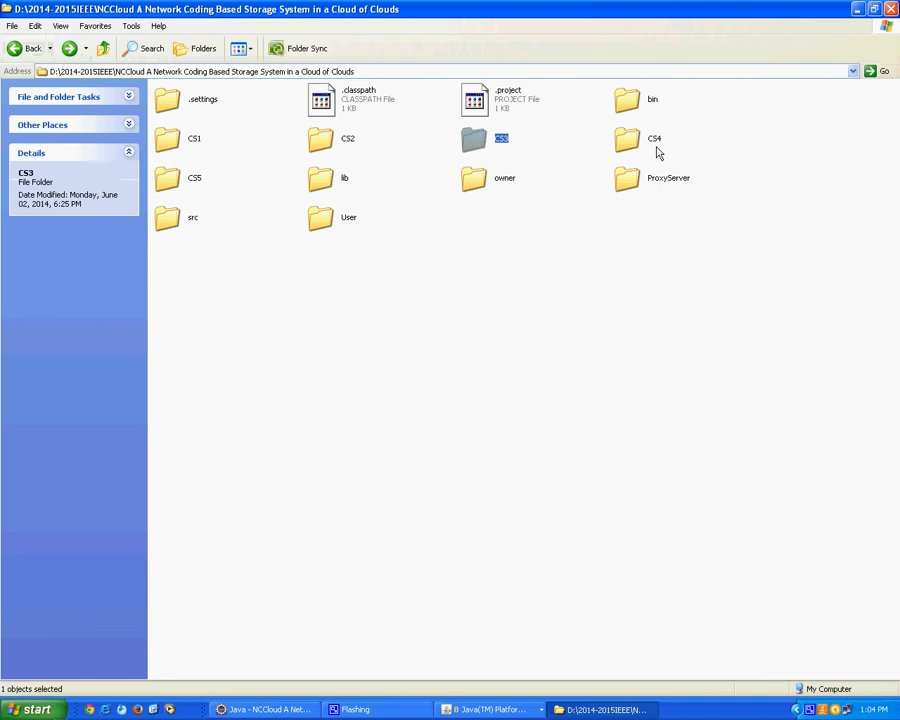 D:\2014-2015IEEE\NCCloud A Network Coding Based Storage System in a Cloud of Clouds
File Edit View Favorites Tools Help
Back Search Folders Folder Sync
Address D:\2014-2015IEEE\NCCloud A Network Coding Based Storage System in a Cloud of Clouds Go
File and Folder Tasks
Other Places
Details
CS3
File Folder
Date Modified: Monday, June
02, 2014, 6:25 PM
.settings
.classpath
CLASSPATH File
1 KB
.project
PROJECT File
1 KB
bin
CS1
CS2
CS3
CS4
CS5
lib
owner
ProxyServer
src
User
1 objects selected
My Computer
start
Java - NCCloud A Net...
Flashing
8 Java(TM) Platfor...
D:\2014-2015IEEE\N...
1:04 PM